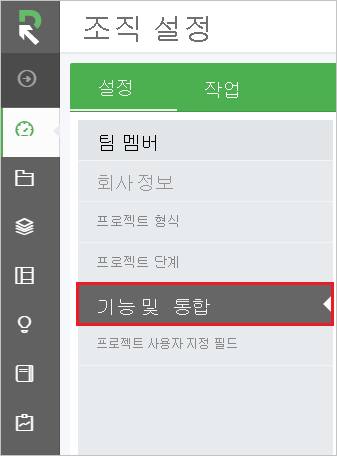 조직 설정
설정 작업
팀 멤버
회사 정보
프로젝트 형식
프로젝트 단계
기능 및 통합
프로젝트 사용자 지정 필드